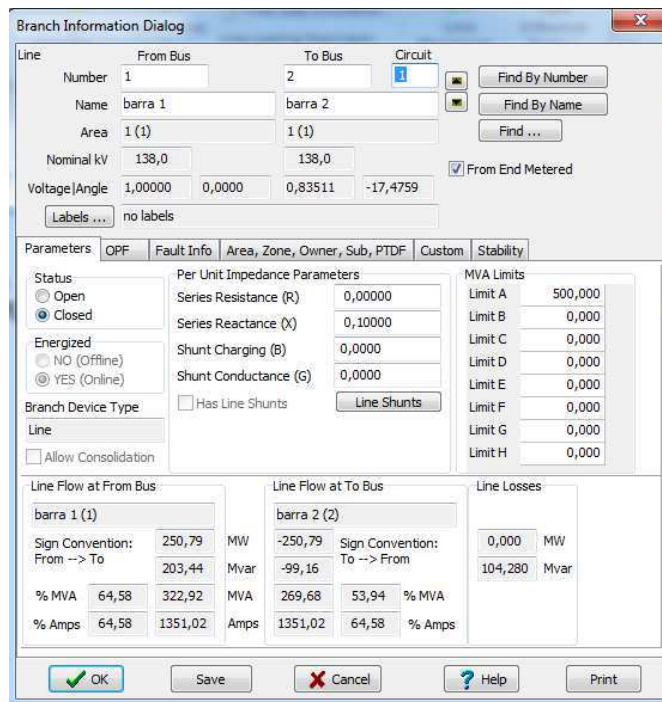 Branch Information Dialog
Line From Bus To Bus Circuit
Number 1 2 1 Find By Number
Name barra 1 barra 2 Find By Name
Area 1 (1) 1 (1) Find ...
Nominal kV 138,0 138,0 From End Metered
Voltage|Angle 1,00000 0,0000 0,83511 -17,4759
Labels ... no labels
Parameters OPF Fault Info Area, Zone, Owner, Sub, PTDF Custom Stability
Status
Open
Closed
Energized
NO (Offline)
YES (Online)
Branch Device Type
Line
Allow Consolidation
Per Unit Impedance Parameters
Series Resistance (R) 0,00000
Series Reactance (X) 0,10000
Shunt Charging (B) 0,0000
Shunt Conductance (G) 0,0000
Has Line Shunts Line Shunts
MVA Limits
Limit A 500,000
Limit B 0,000
Limit C 0,000
Limit D 0,000
Limit E 0,000
Limit F 0,000
Limit G 0,000
Limit H 0,000
Line Flow at From Bus
barra 1 (1)
Sign Convention: 250,79 MW
From --> To
203,44 Mvar
% MVA 64,58 322,92 MVA
% Amps 64,58 1351,02 Amps
Line Flow at To Bus
barra 2 (2)
-250,79 Sign Convention:
To --> From
-99,16
269,68 53,94 % MVA
1351,02 64,58 % Amps
Line Losses
0,000 MW
104,280 Mvar
OK Save Cancel Help Print